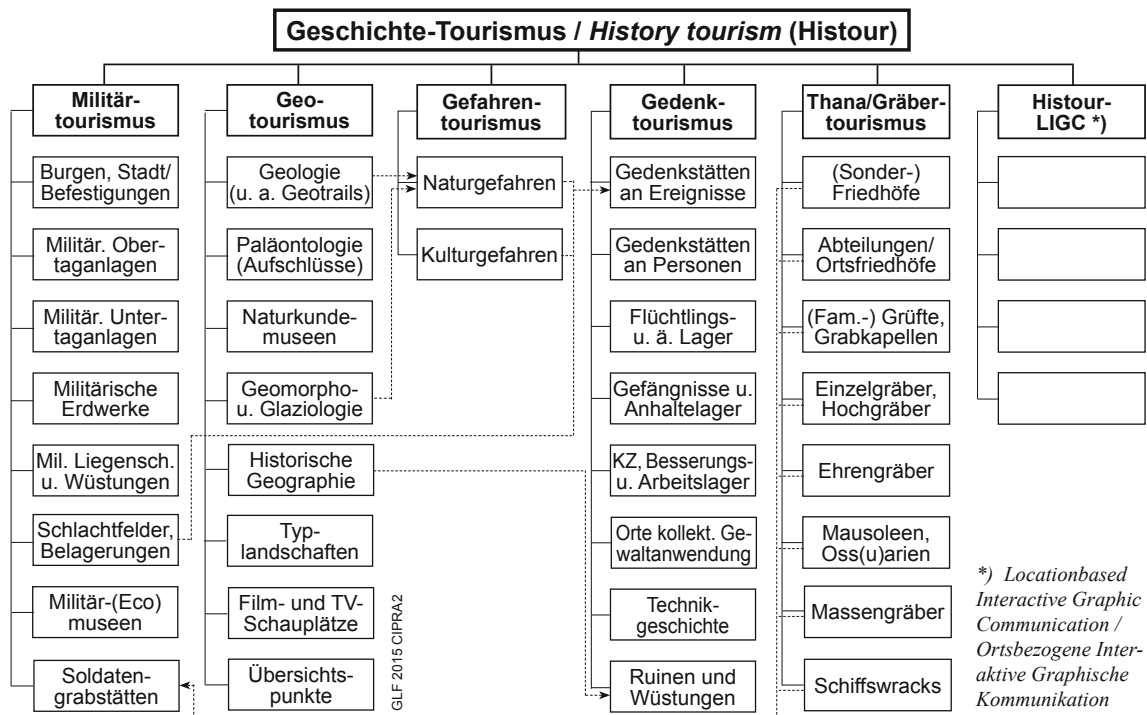 Geschichte-Tourismus / History tourism (Histour)
Militär-
tourismus
Burgen, Stadt/
Befestigungen
Militär. Ober-
taganlagen
Militär. Unter-
taganlagen
Militärische
Erdwerke
Mil. Liegensch.
u. Wüstungen
Schlachtfelder,
Belagerungen
Militär-(Eco)
museen
Soldaten-
grabstätten
Geo-
tourismus
Geologie
(u. a. Geotrails)
Paläontologie
(Aufschlüsse)
Naturkunde-
museen
Geomorpho-
u. Glaziologie
Historische
Geographie
Typ-
landschaften
Film- und TV-
Schauplätze
Übersichts-
punkte
GLF 2015 CIPRA2
Gefahren-
tourismus
Naturgefahren
Kulturgefahren
Gedenk-
tourismus
Gedenkstätten
an Ereignisse
Gedenkstätten
an Personen
Flüchtlings-
u. ä. Lager
Gefängnisse u.
Anhaltelager
KZ, Besserungs-
u. Arbeitslager
Orte kollekt. Ge-
waltanwendung
Technik-
geschichte
Ruinen und
Wüstungen
Thana/Gräber-
tourismus
(Sonder-)
Friedhöfe
Abteilungen/
Ortsfriedhöfe
(Fam.-) Grüfte,
Grabkapellen
Einzelgräber,
Hochgräber
Ehrengräber
Mausoleen,
Oss(u)arien
Massengräber
Schiffswracks
Histour-
LIGC *)
*) Locationbased
Interactive Graphic
Communication /
Ortsbezogene Inter-
aktive Graphische
Kommunikation